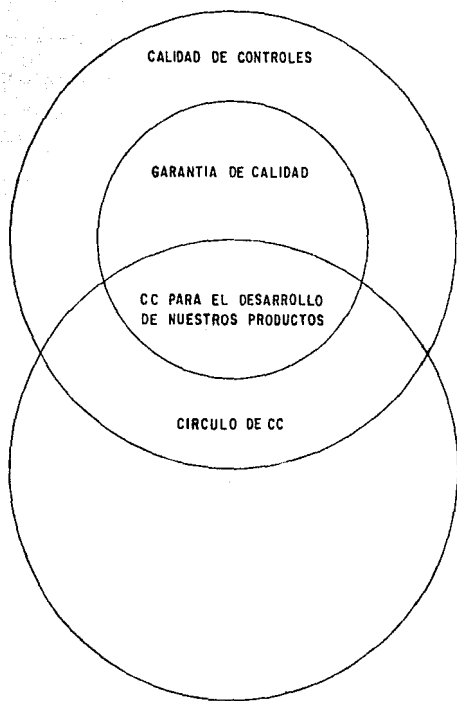 CALIDAD DE CONTROLES
GARANTIA DE CALIDAD
CC PARA EL DESARROLLO
DE NUESTROS PRODUCTOS
CIRCULO DE CC